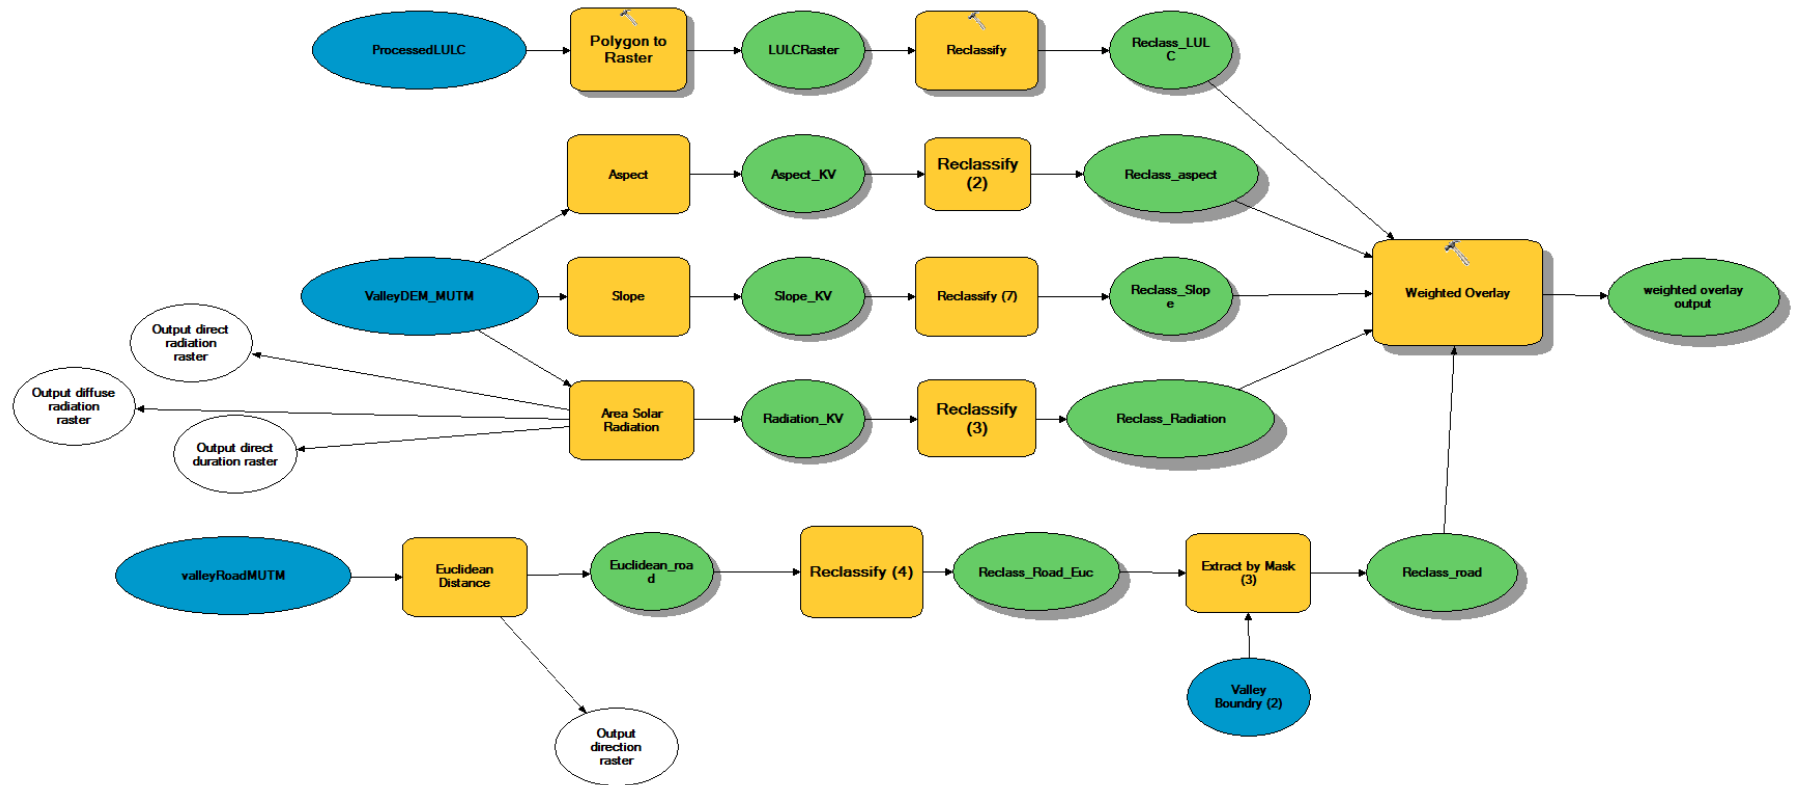 ProcessedLULC
Polygon to
Raster
LULCRaster
Reclassify
Reclass_LUL
C
Aspect
Aspect_KV
Reclassify
(2)
Reclass_aspect
ValleyDEM_MUTM
Slope
Slope_KV
Reclassify (7)
Reclass_Slop
e
Weighted Overlay
weighted overlay
output
Output direct
radiation
raster
Output diffuse
radiation
raster
Output direct
duration raster
Area Solar
Radiation
Radiation_KV
Reclassify
(3)
Reclass_Radiation
valleyRoadMUTM
Euclidean
Distance
Euclidean_roa
d
Reclassify (4)
Reclass_Road_Euc
Extract by Mask
(3)
Reclass_road
Valley
Boundry (2)
Output
direction
raster